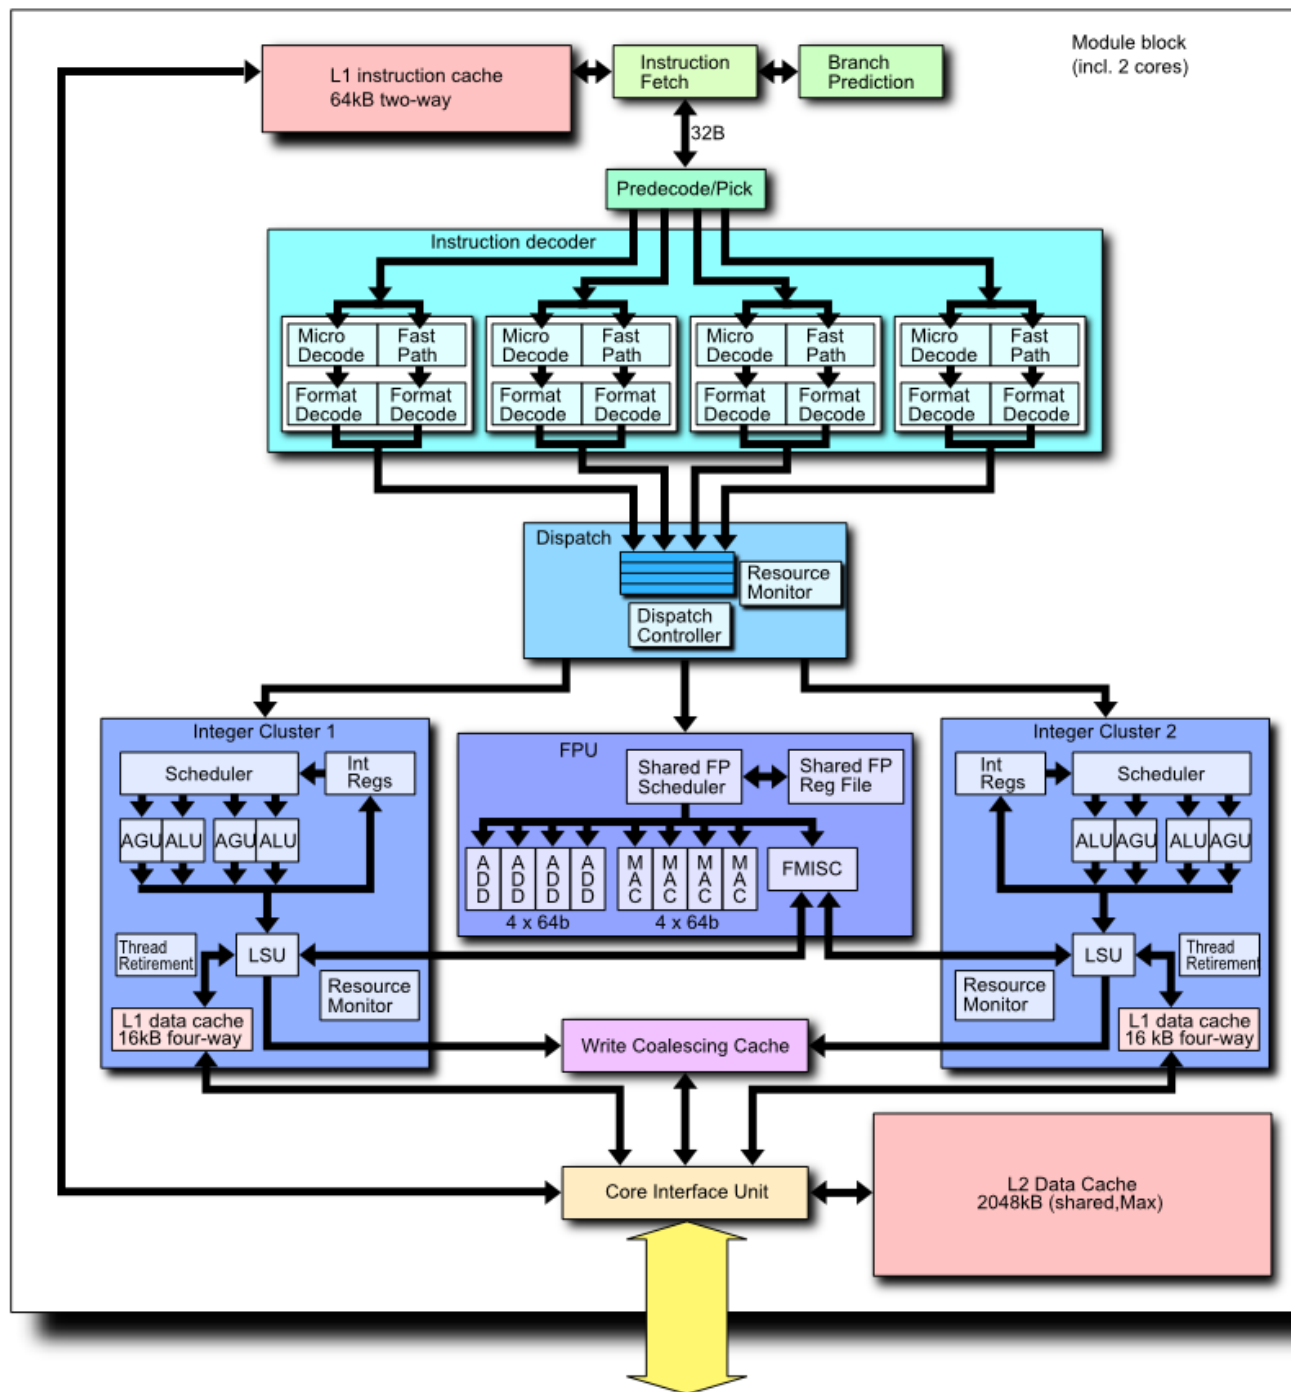 Module block
(incl. 2 cores)
L1 instruction cache
64kB two-way
Instruction
Fetch
Branch
Prediction
32B
Predecode/Pick
Instruction decoder
Micro
Decode
Fast
Path
Format
Decode
Format
Decode
Micro
Decode
Fast
Path
Format
Decode
Format
Decode
Micro
Decode
Fast
Path
Format
Decode
Format
Decode
Micro
Decode
Fast
Path
Format
Decode
Format
Decode
Dispatch
Resource
Monitor
Dispatch
Controller
Integer Cluster 1
Scheduler
Int
Regs
AGU
ALU
AGU
ALU
Thread
Retirement
LSU
Resource
Monitor
L1 data cache
16kB four-way
FPU
Shared FP
Scheduler
Shared FP
Reg File
ADD
ADD
ADD
ADD
4 x 64b
MAC
MAC
MAC
MAC
4 x 64b
FMISC
Integer Cluster 2
Int
Regs
Scheduler
ALU
AGU
ALU
AGU
LSU
Thread
Retirement
Resource
Monitor
L1 data cache
16 kB four-way
Write Coalescing Cache
Core Interface Unit
L2 Data Cache
2048kB (shared,Max)